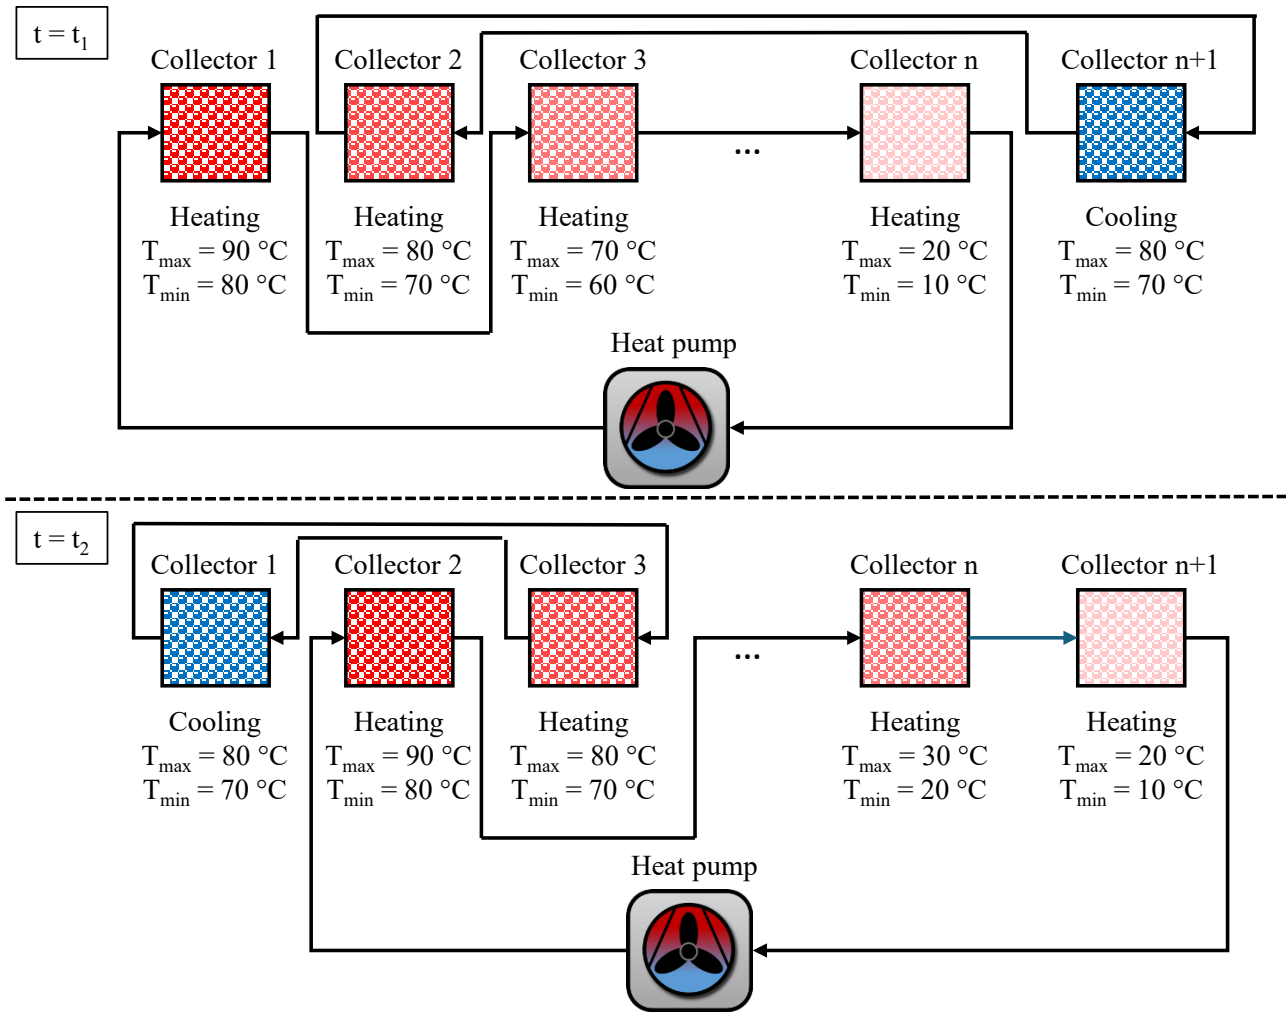 t = t₁
Collector 1 Collector 2 Collector 3 Collector n Collector n+1
...
Heating Heating Heating Heating Cooling
Tmax = 90 °C Tmax = 80 °C Tmax = 70 °C Tmax = 20 °C Tmax = 80 °C
Tmin = 80 °C Tmin = 70 °C Tmin = 60 °C Tmin = 10 °C Tmin = 70 °C
Heat pump
t = t₂
Collector 1 Collector 2 Collector 3 Collector n Collector n+1
...
Cooling Heating Heating Heating Heating
Tmax = 80 °C Tmax = 90 °C Tmax = 80 °C Tmax = 30 °C Tmax = 20 °C
Tmin = 70 °C Tmin = 80 °C Tmin = 70 °C Tmin = 20 °C Tmin = 10 °C
Heat pump